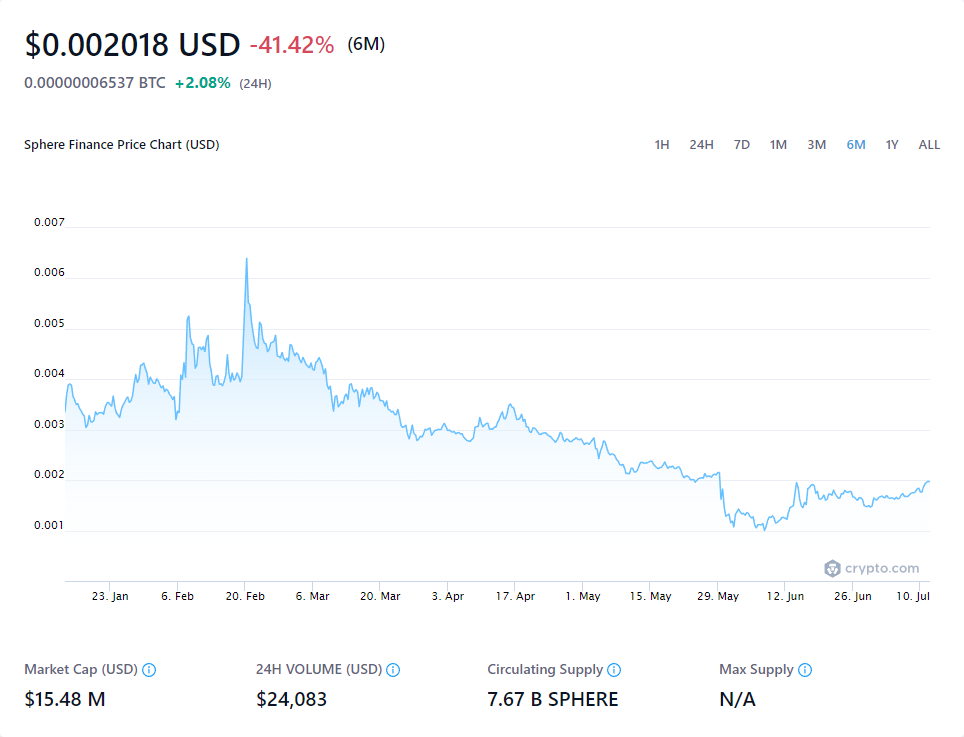 $0.002018 USD -41.42% (6M)
0.00000006537 BTC +2.08% (24H)
Sphere Finance Price Chart (USD)
1H 24H 7D 1M 3M 6M 1Y ALL
0.007
0.006
0.005
0.004
0.003
0.002
0.001
crypto.com
23. Jan 6. Feb 20. Feb 6. Mar 20. Mar 3. Apr 17. Apr 1. May 15. May 29. May 12. Jun 26. Jun 10. Jul
Market Cap (USD) 24H VOLUME (USD) Circulating Supply Max Supply
$15.48 M $24,083 7.67 B SPHERE N/A